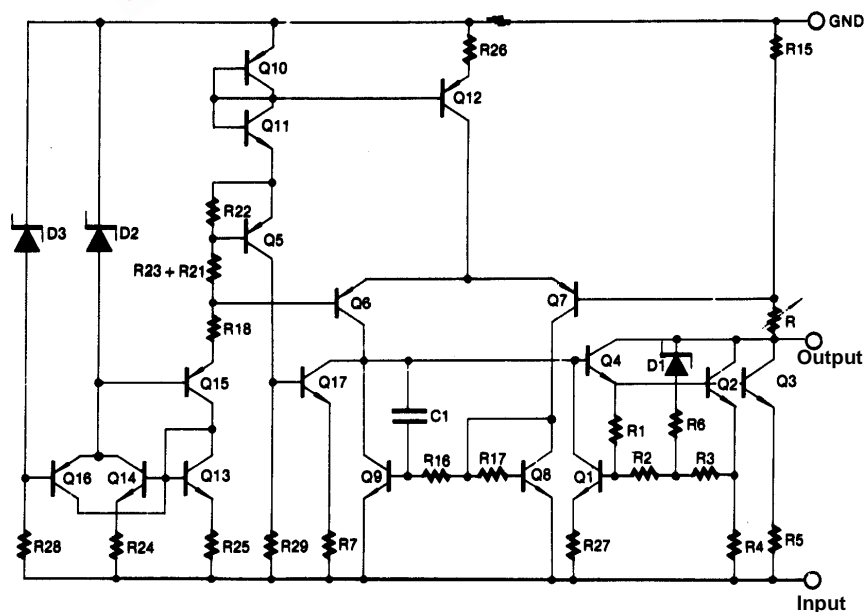 GND
R26
R15
Q10
Q12
Q11
R22
D3
D2
Q5
R23 + R21
Q6
Q7
R
R18
Output
Q4
D1
Q2
Q3
Q15
Q17
C1
R1
R6
Q16
Q14
Q13
Q9
R16
R17
Q8
Q1
R2
R3
R28
R24
R25
R29
R7
R27
R4
R5
Input